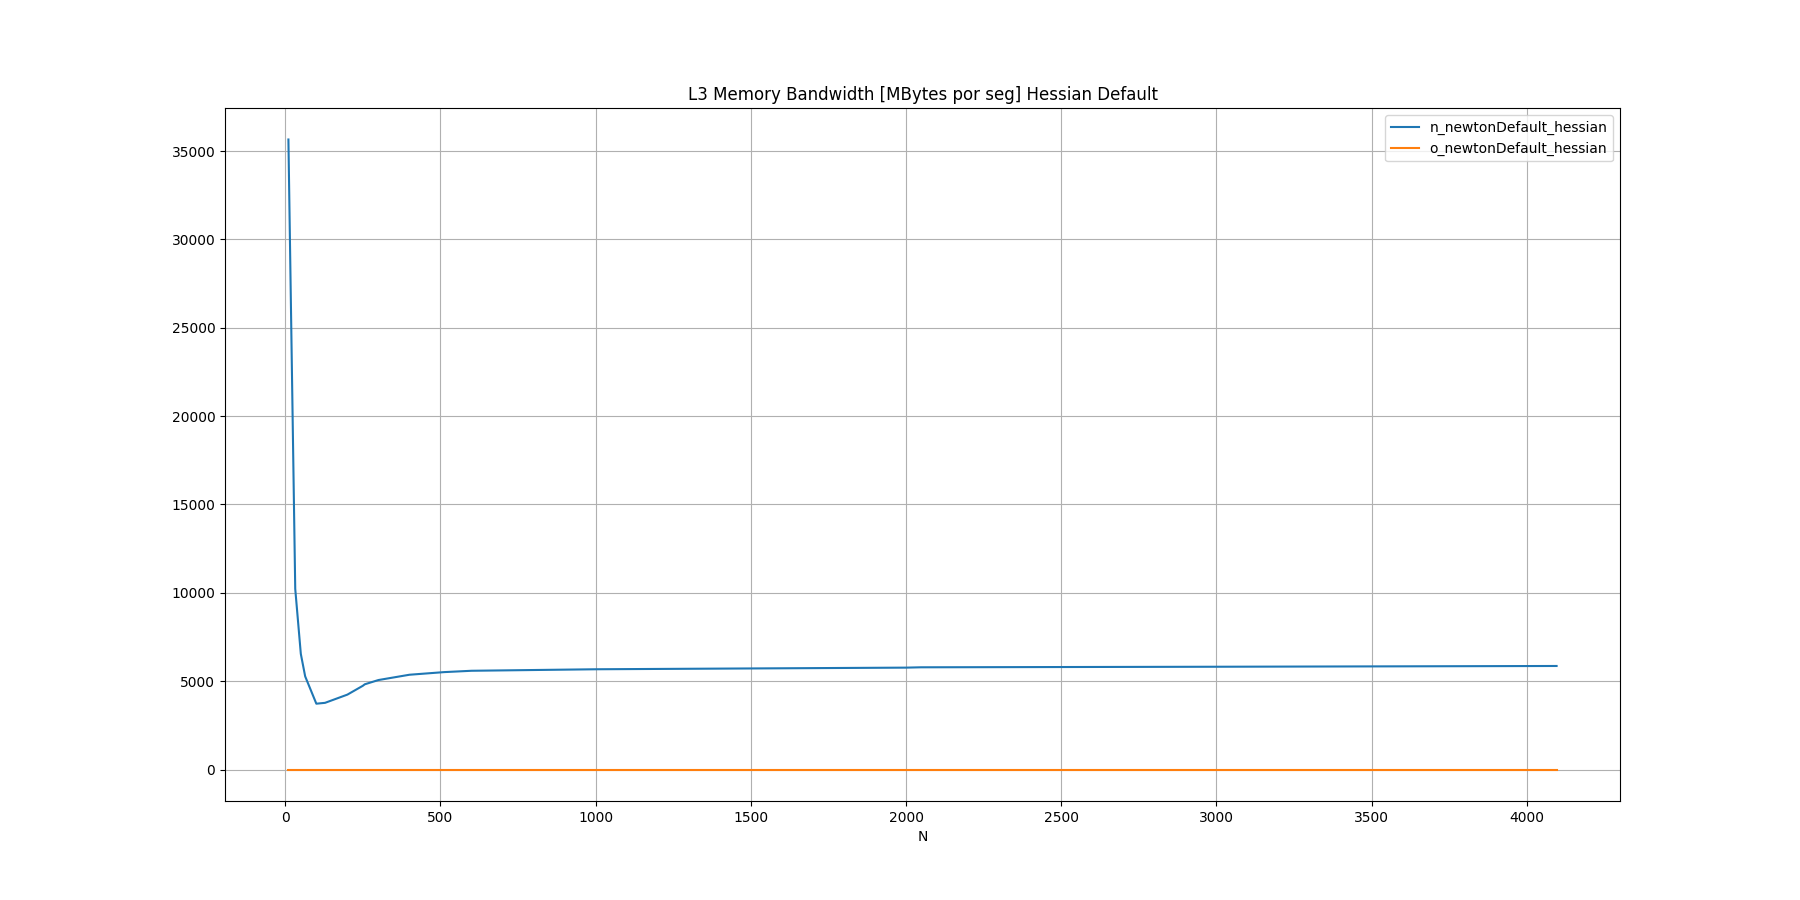 L3 Memory Bandwidth [MBytes por seg] Hessian Default
n_newtonDefault_hessian
o_newtonDefault_hessian
35000
30000
25000
20000
15000
10000
5000
0
0 500 1000 1500 2000 2500 3000 3500 4000
N